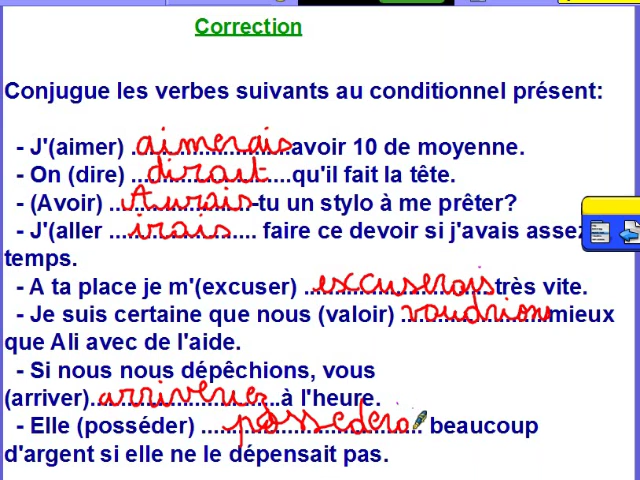 Correction
Conjugue les verbes suivants au conditionnel présent:
- J'(aimer) ...aimerais...avoir 10 de moyenne.
- On (dire) ...dirait...qu'il fait la tête.
- (Avoir) ...Aurais...-tu un stylo à me prêter?
- J'(aller ...irais... faire ce devoir si j'avais assez
temps.
- A ta place je m'(excuser) ...excuserais...très vite.
- Je suis certaine que nous (valoir) ...voudrions...mieux
que Ali avec de l'aide.
- Si nous nous dépêchions, vous
(arriver)...arriveriez...à l'heure.
- Elle (posséder) ...possederai... beaucoup
d'argent si elle ne le dépensait pas.